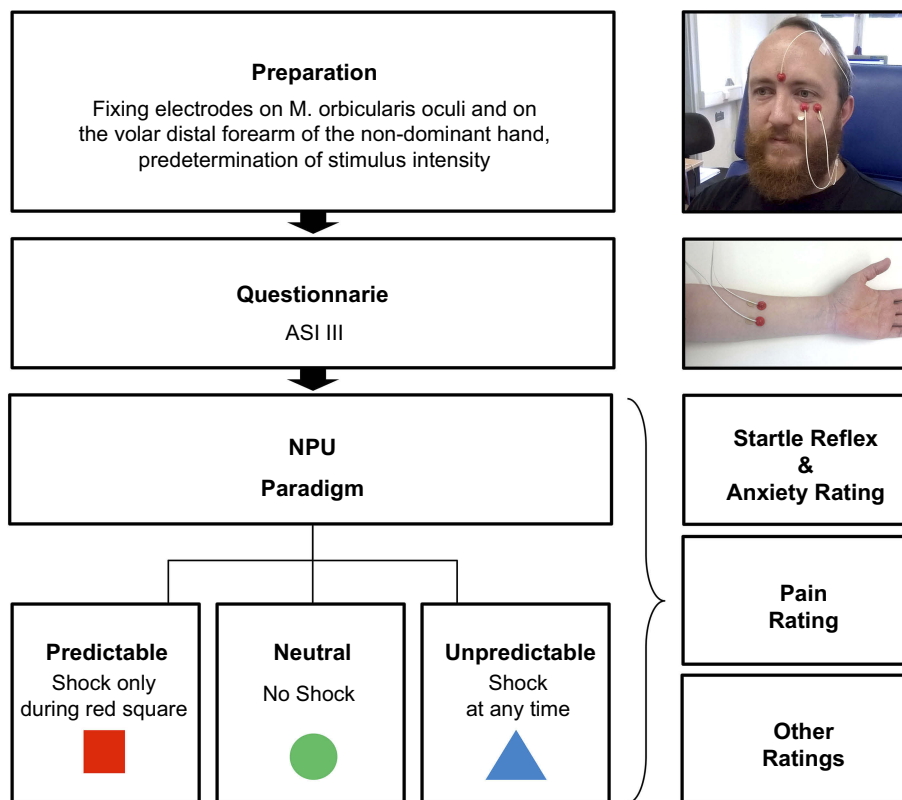 Preparation
Fixing electrodes on M. orbicularis oculi and on
the volar distal forearm of the non-dominant hand,
predetermination of stimulus intensity
Questionnarie
ASI III
NPU
Paradigm
Predictable
Shock only
during red square
Neutral
No Shock
Unpredictable
Shock
at any time
Startle Reflex
&
Anxiety Rating
Pain
Rating
Other
Ratings